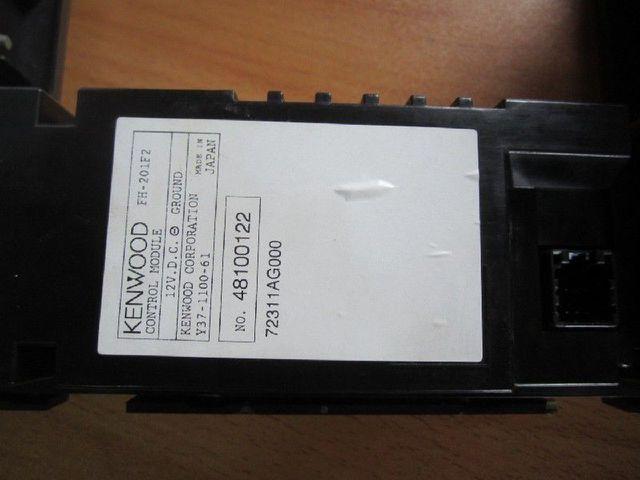 KENWOOD FH-201F2
CONTROL MODULE
12V.D.C. ⊖ GROUND
KENWOOD CORPORATION MADE IN
Y37-1100-61 JAPAN
NO. 48100122
72311AG000